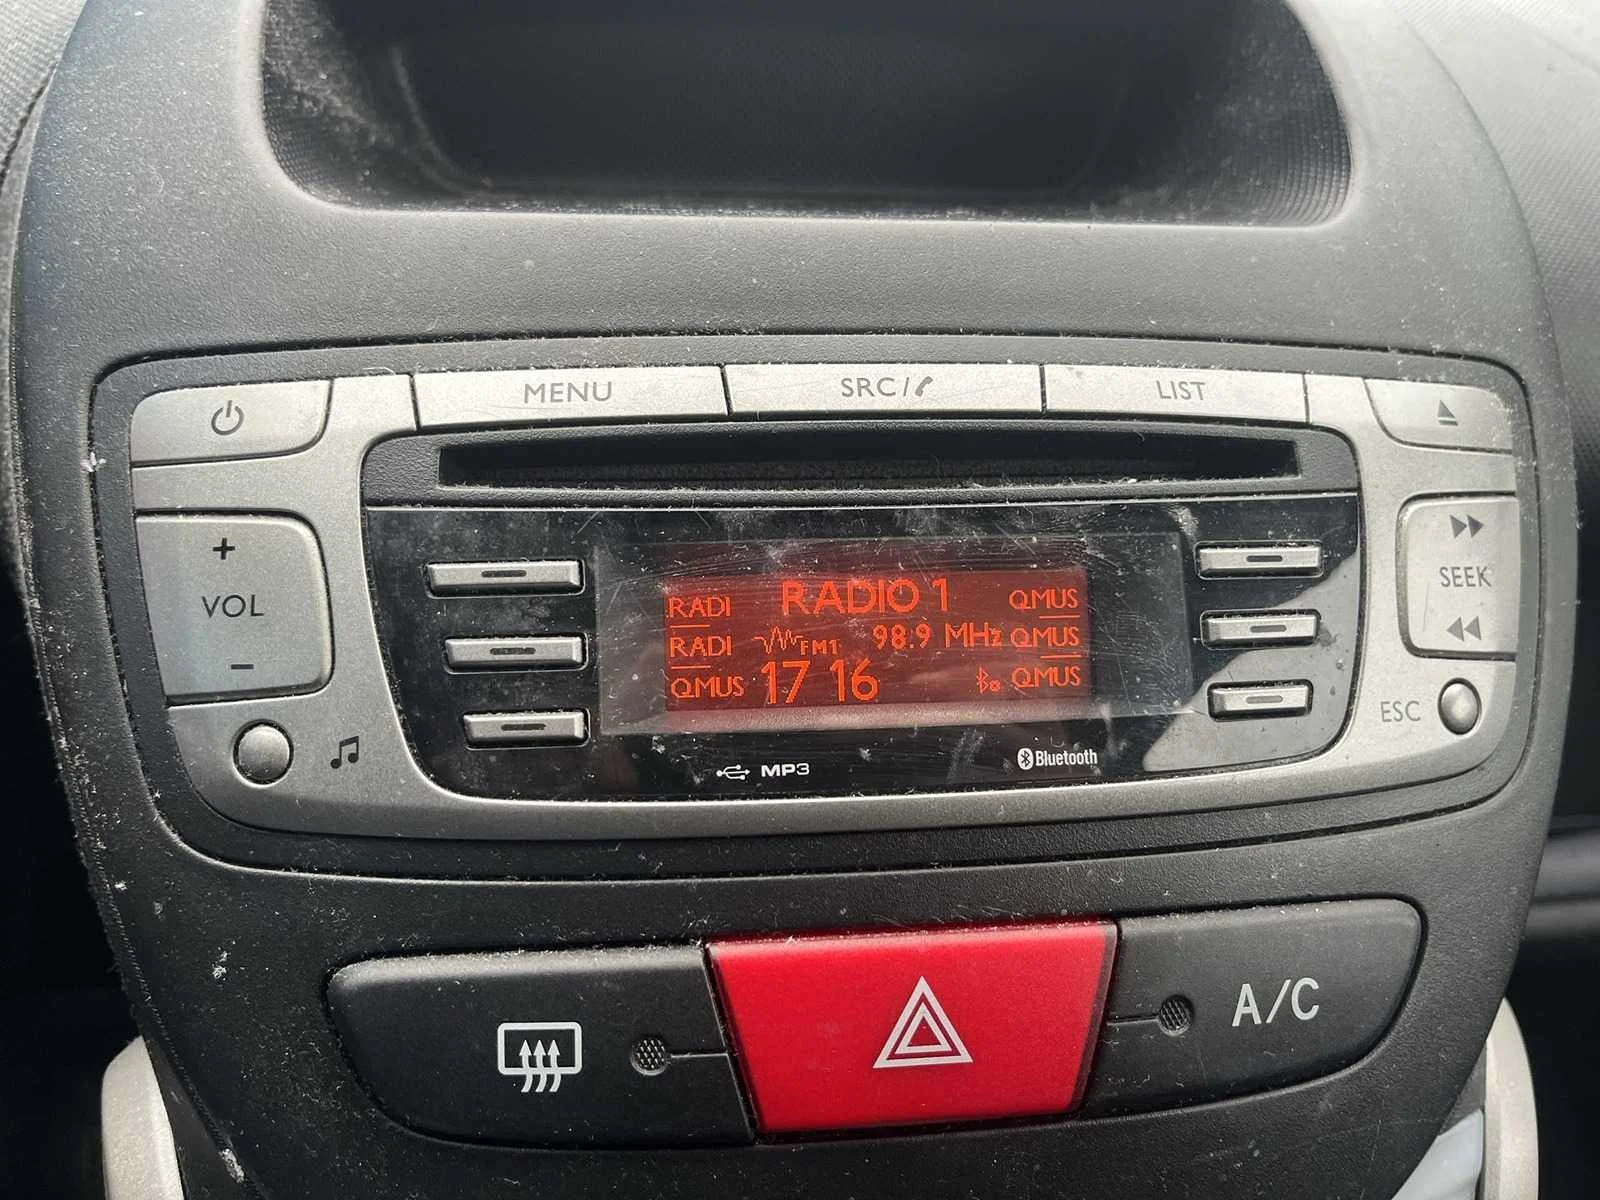 MENU SRC/ LIST
+
VOL
−
SEEK
RADI RADIO 1 QMUS
RADI FM1 98.9 MHz QMUS
QMUS 17 16 QMUS
ESC
MP3 Bluetooth
A/C